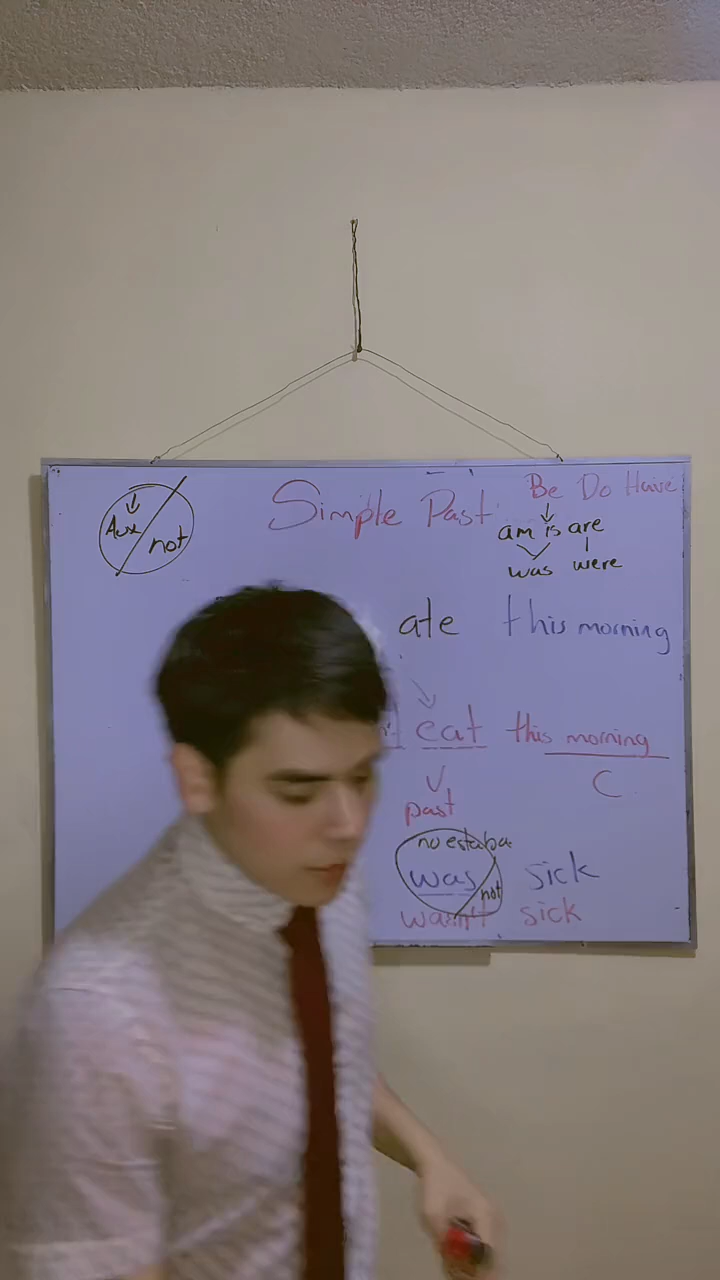 Aux / not
Simple Past
Be Do Have
am is are
was were
ate this morning
eat this morning
past
C
no estaba
was not sick
wasn't sick